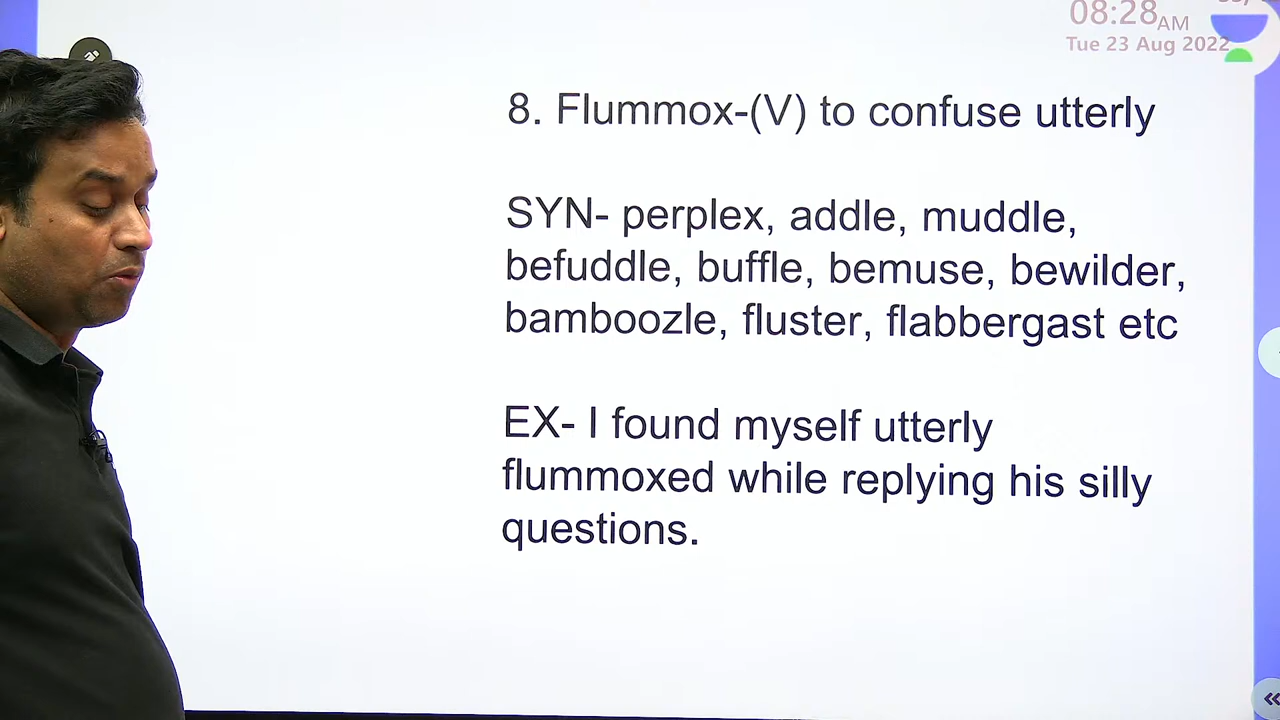 08:28AM
Tue 23 Aug 2022
8. Flummox-(V) to confuse utterly
SYN- perplex, addle, muddle,
befuddle, buffle, bemuse, bewilder,
bamboozle, fluster, flabbergast etc
EX- I found myself utterly
flummoxed while replying his silly
questions.